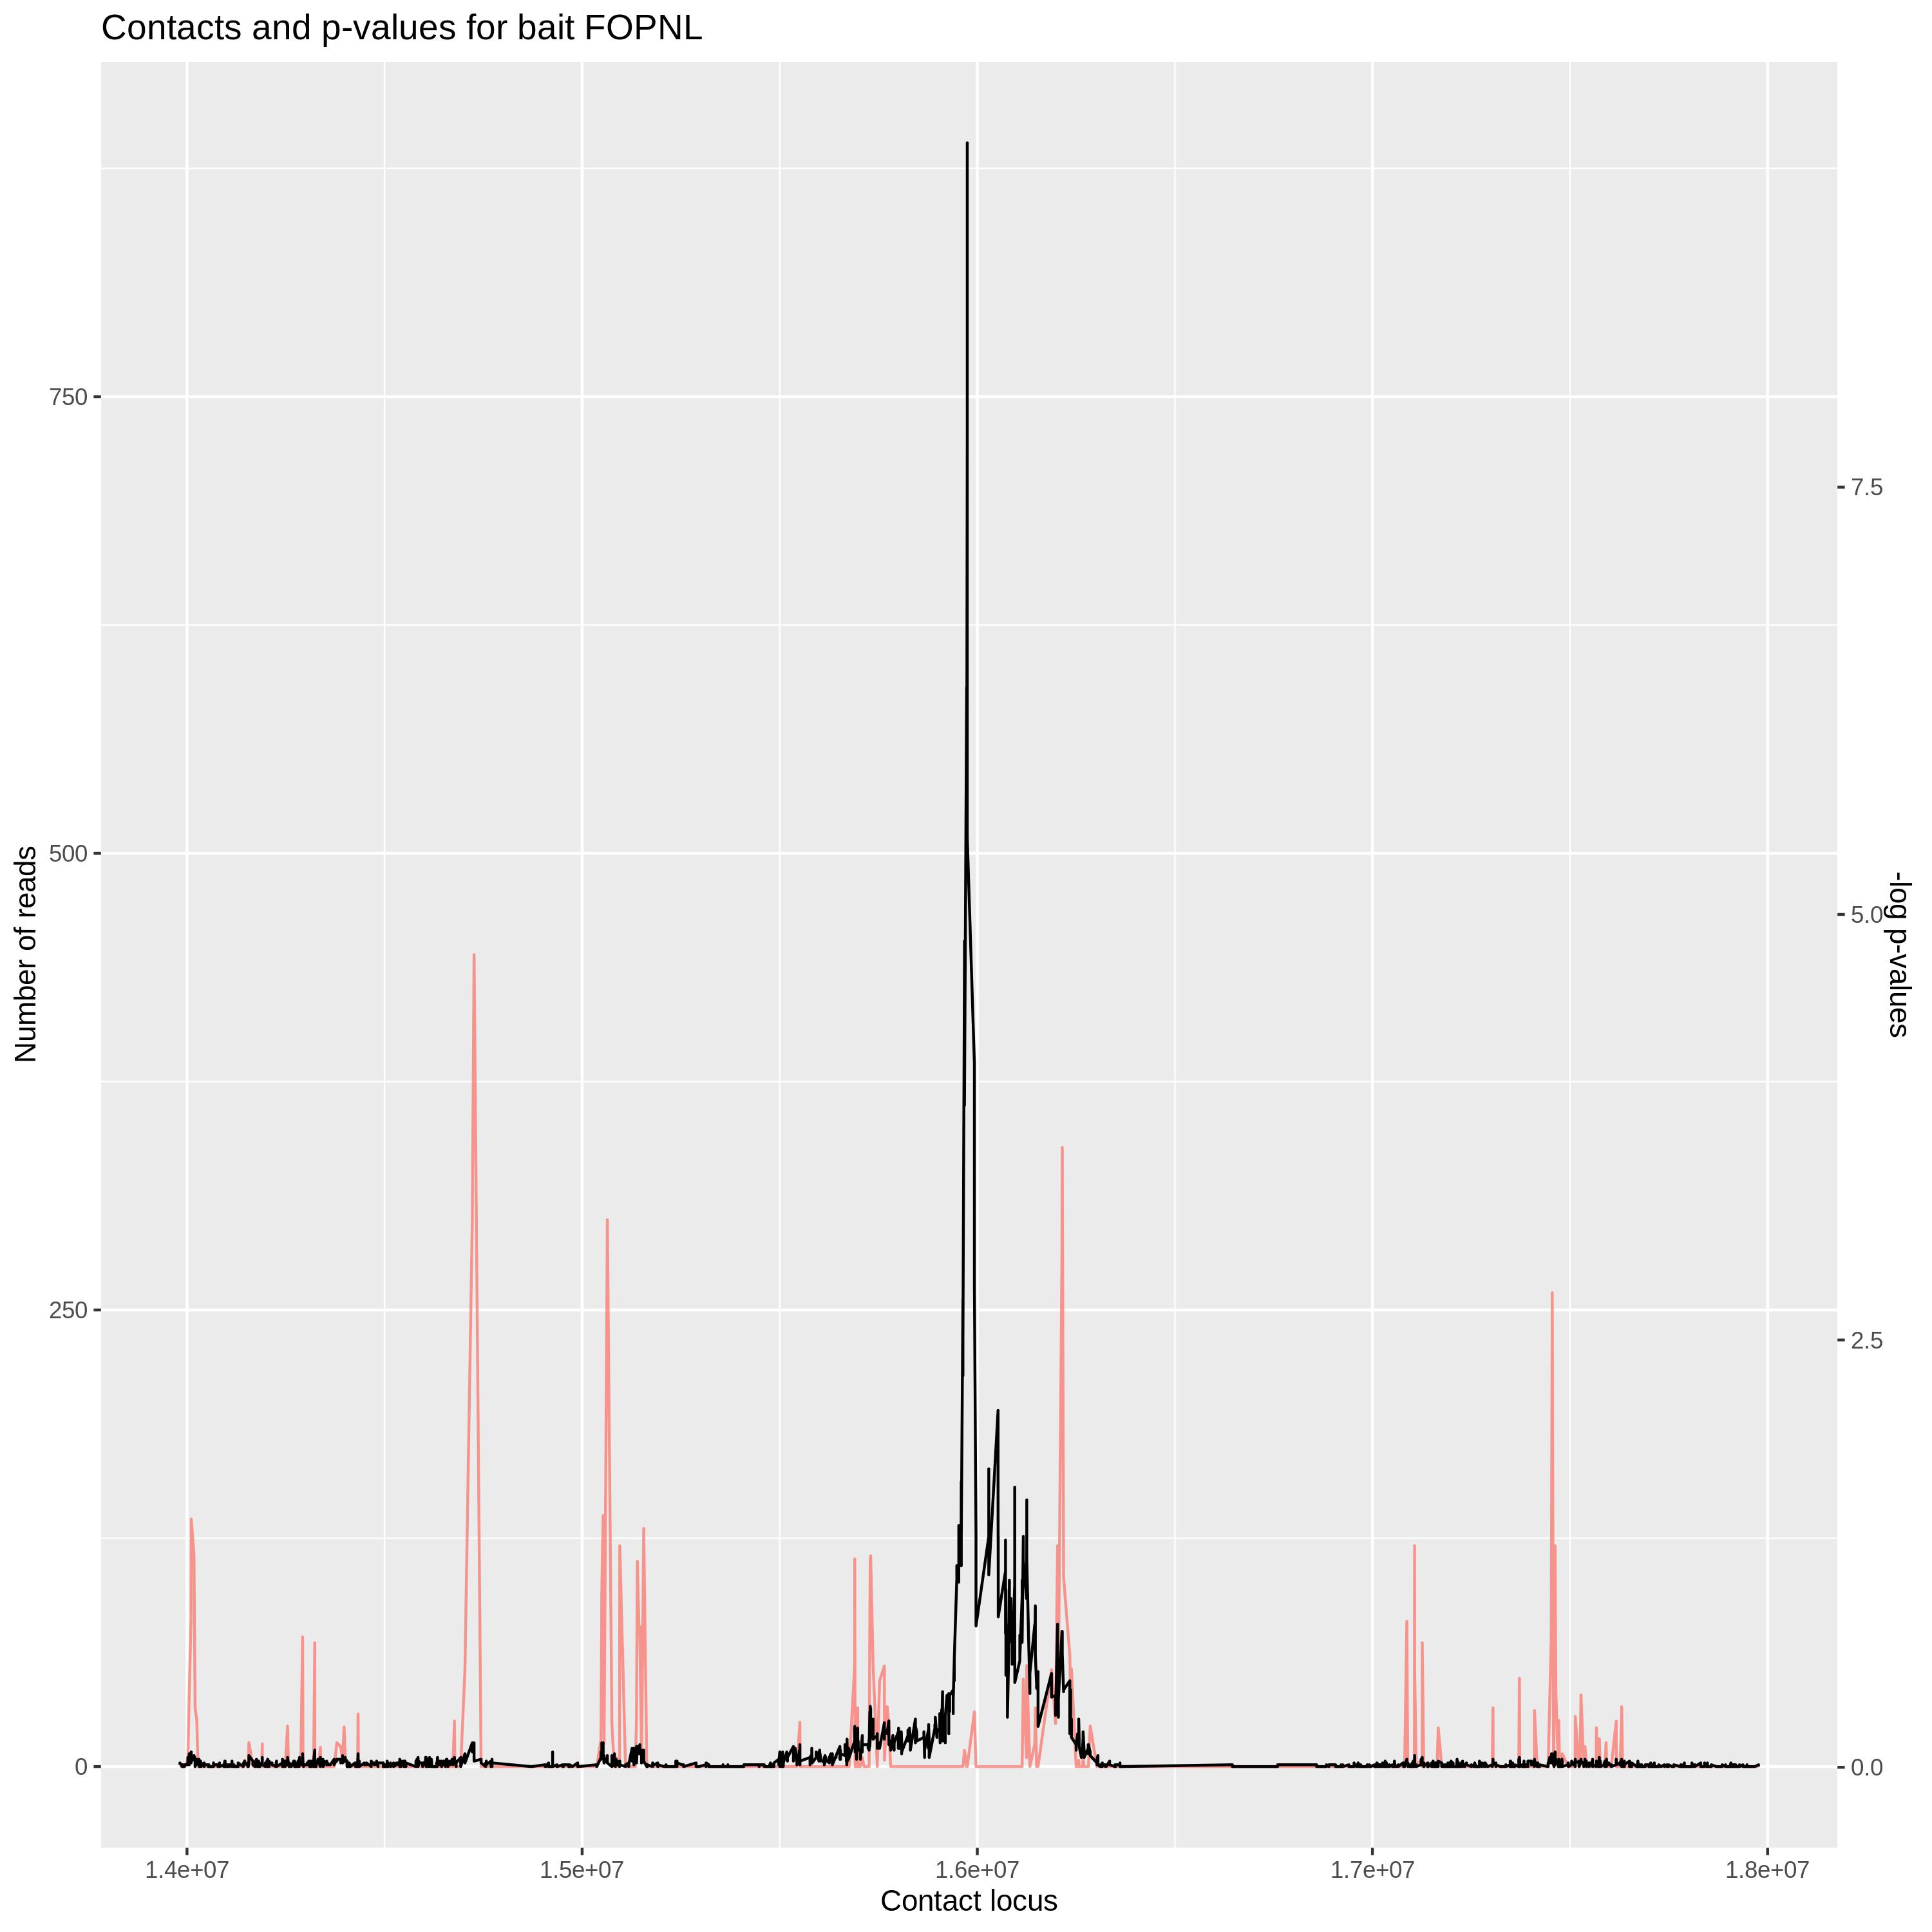 Contacts and p-values for bait FOPNL
Number of reads
750
500
250
0
7.5
5.0
2.5
0.0
-log p-values
1.4e+07 1.5e+07 1.6e+07 1.7e+07 1.8e+07
Contact locus